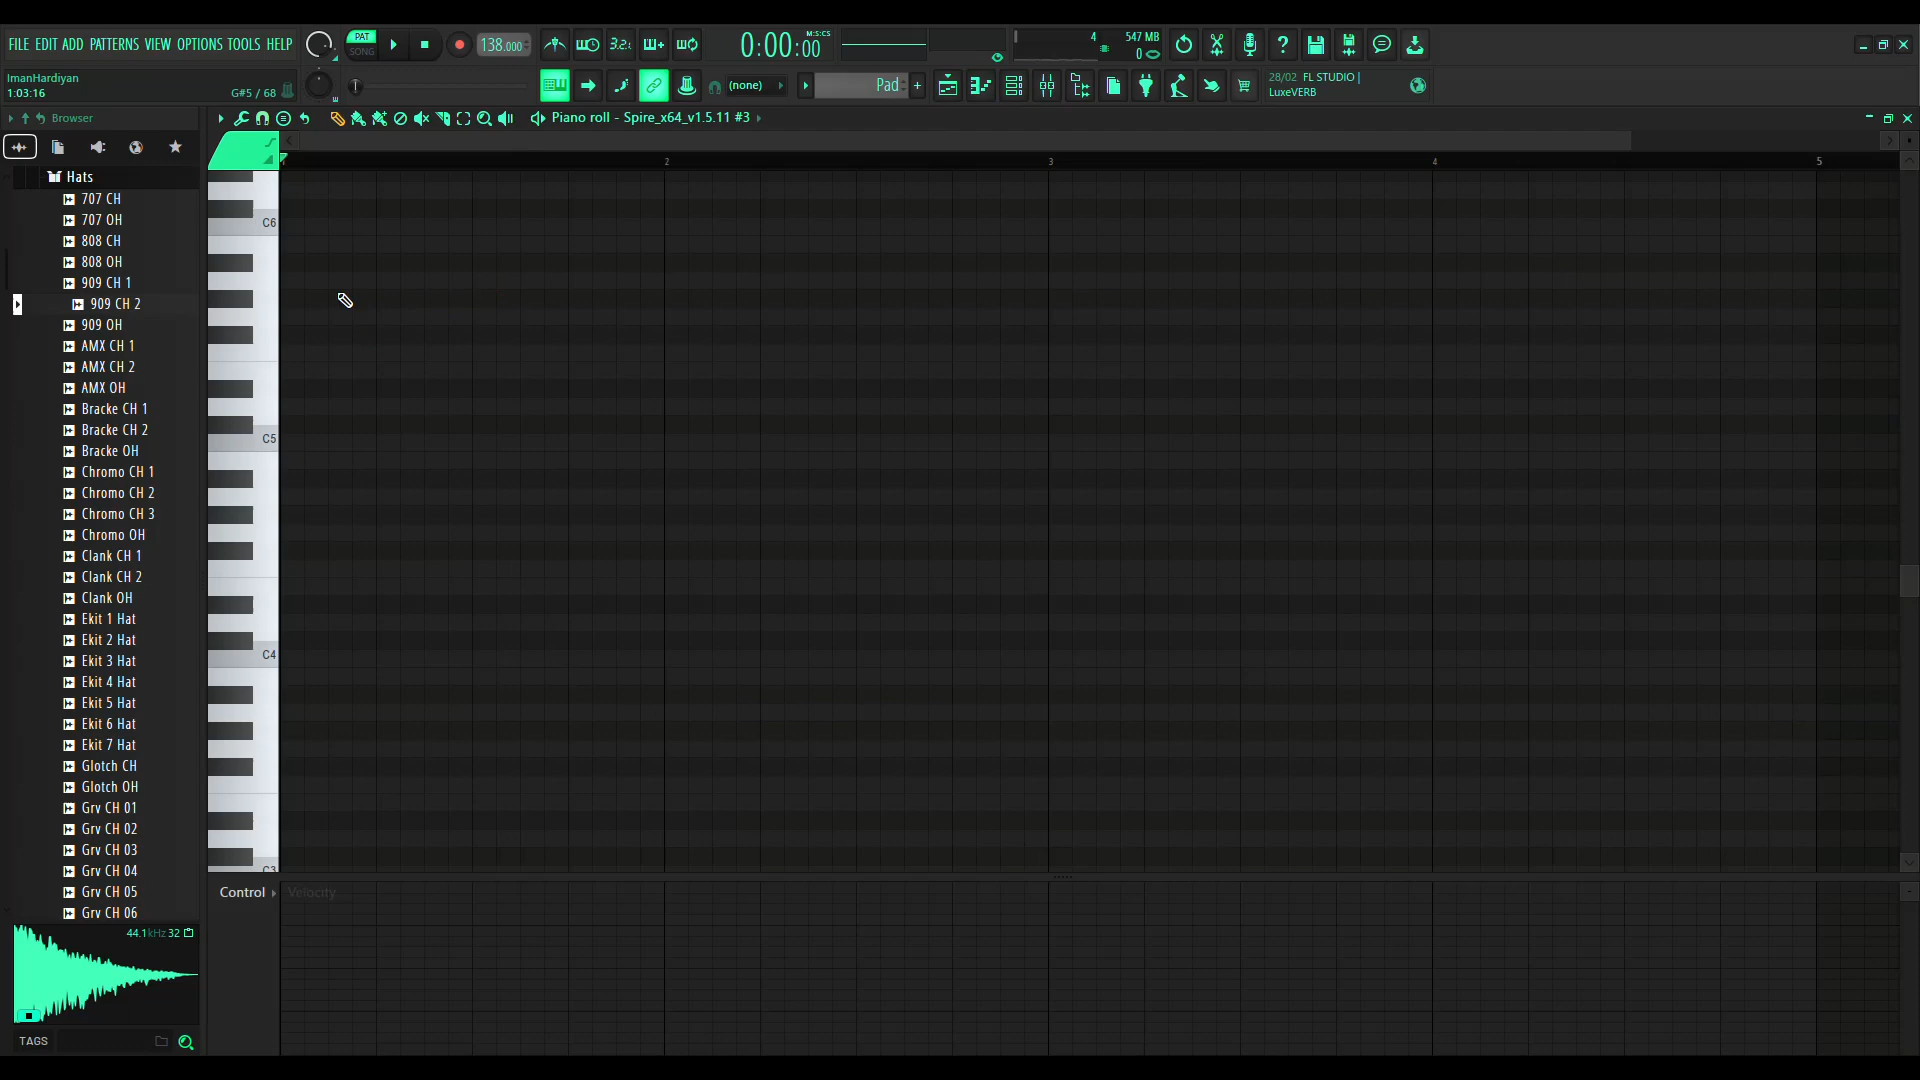 FILE EDIT ADD PATTERNS VIEW OPTIONS TOOLS HELP
PAT
SONG
138.000
3.2.
0:00:00
M:S:CS
4
547 MB
0
ImanHardiyan
1:03:16
G#5 / 68
(none)
Pad
28/02 FL STUDIO |
LuxeVERB
Browser
Piano roll - Spire_x64_v1.5.11 #3
2
3
4
5
Hats
707 CH
707 OH
808 CH
808 OH
909 CH 1
909 CH 2
909 OH
AMX CH 1
AMX CH 2
AMX OH
Bracke CH 1
Bracke CH 2
Bracke OH
Chromo CH 1
Chromo CH 2
Chromo CH 3
Chromo OH
Clank CH 1
Clank CH 2
Clank OH
Ekit 1 Hat
Ekit 2 Hat
Ekit 3 Hat
Ekit 4 Hat
Ekit 5 Hat
Ekit 6 Hat
Ekit 7 Hat
Glotch CH
Glotch OH
Grv CH 01
Grv CH 02
Grv CH 03
Grv CH 04
Grv CH 05
Grv CH 06
C6
C5
C4
C3
Control
Velocity
44.1kHz 32
TAGS